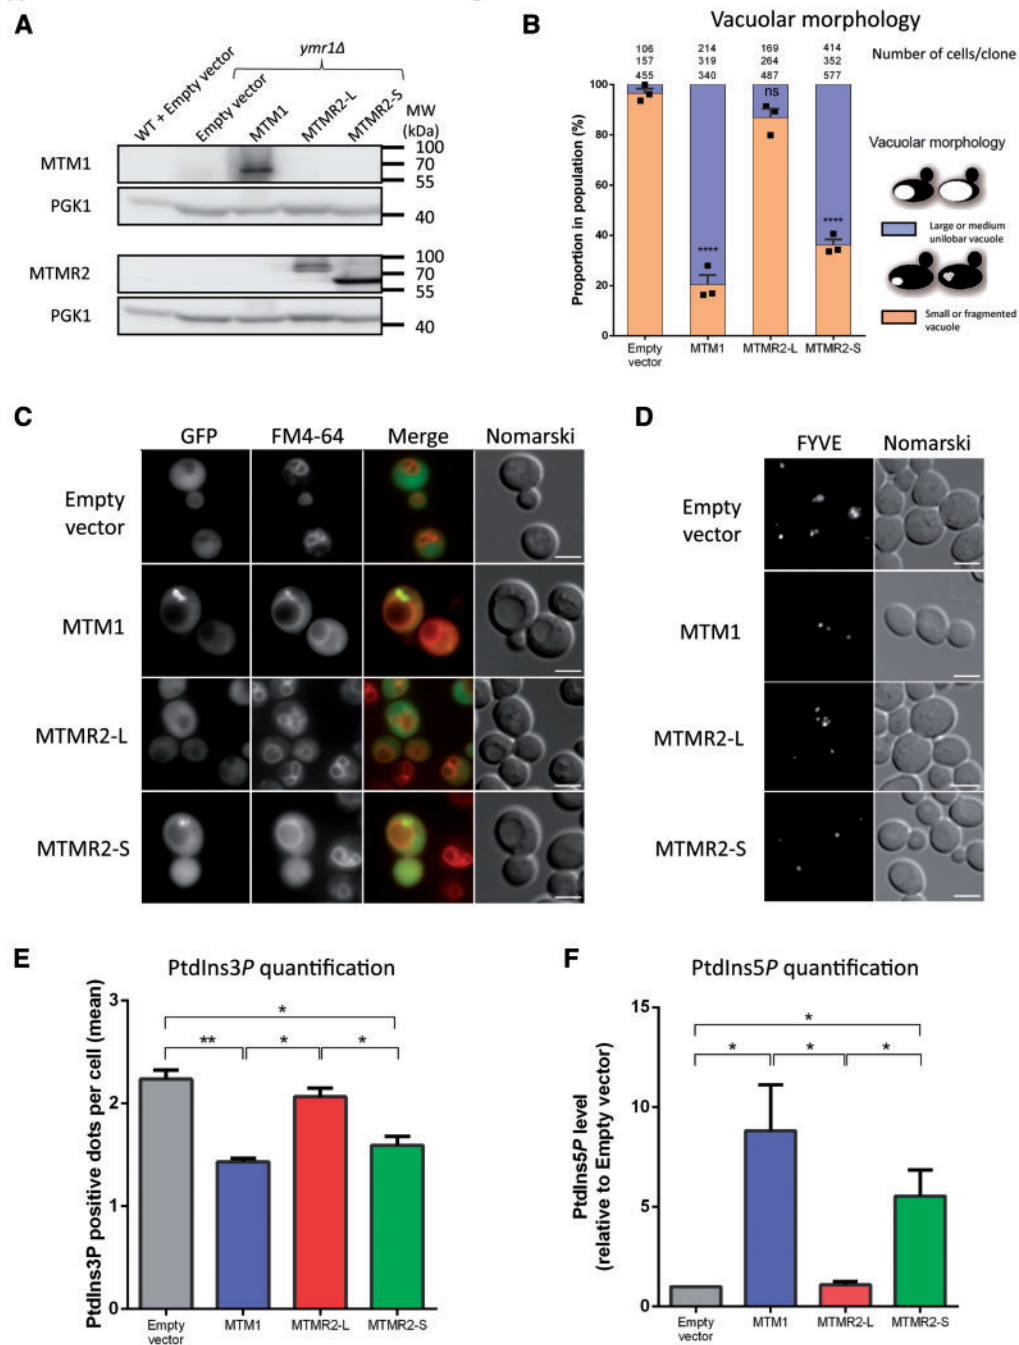 A
ymr1Δ
WT + Empty vector
Empty vector
MTM1
MTMR2-L
MTMR2-S
MW
(kDa)
MTM1
100
70
55
PGK1
40
MTMR2
100
70
55
PGK1
40
B
Vacuolar morphology
106
157
455
214
319
340
169
264
487
414
352
577
Number of cells/clone
Proportion in population (%)
100
80
60
40
20
0
ns
****
****
Empty
vector
MTM1
MTMR2-L
MTMR2-S
Vacuolar morphology
Large or medium
unilobar vacuole
Small or fragmented
vacuole
C
GFP
FM4-64
Merge
Nomarski
Empty
vector
MTM1
MTMR2-L
MTMR2-S
D
FYVE
Nomarski
Empty
vector
MTM1
MTMR2-L
MTMR2-S
E
PtdIns3P quantification
PtdIns3P positive dots per cell (mean)
3
2
1
0
*
**
*
*
Empty
vector
MTM1
MTMR2-L
MTMR2-S
F
PtdIns5P quantification
PtdIns5P level
(relative to Empty vector)
15
10
5
0
*
*
*
*
Empty
vector
MTM1
MTMR2-L
MTMR2-S